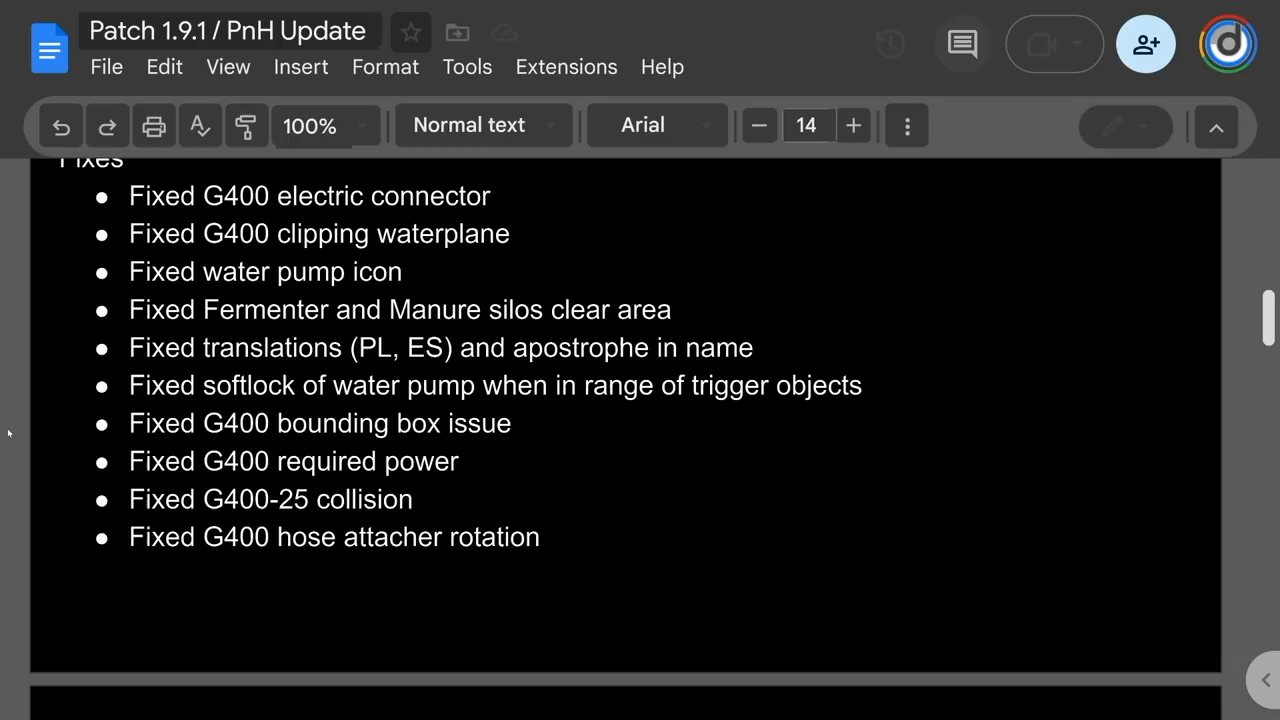 Patch 1.9.1 / PnH Update
File Edit View Insert Format Tools Extensions Help
100% Normal text Arial 14
Fixes
● Fixed G400 electric connector
● Fixed G400 clipping waterplane
● Fixed water pump icon
● Fixed Fermenter and Manure silos clear area
● Fixed translations (PL, ES) and apostrophe in name
● Fixed softlock of water pump when in range of trigger objects
● Fixed G400 bounding box issue
● Fixed G400 required power
● Fixed G400-25 collision
● Fixed G400 hose attacher rotation